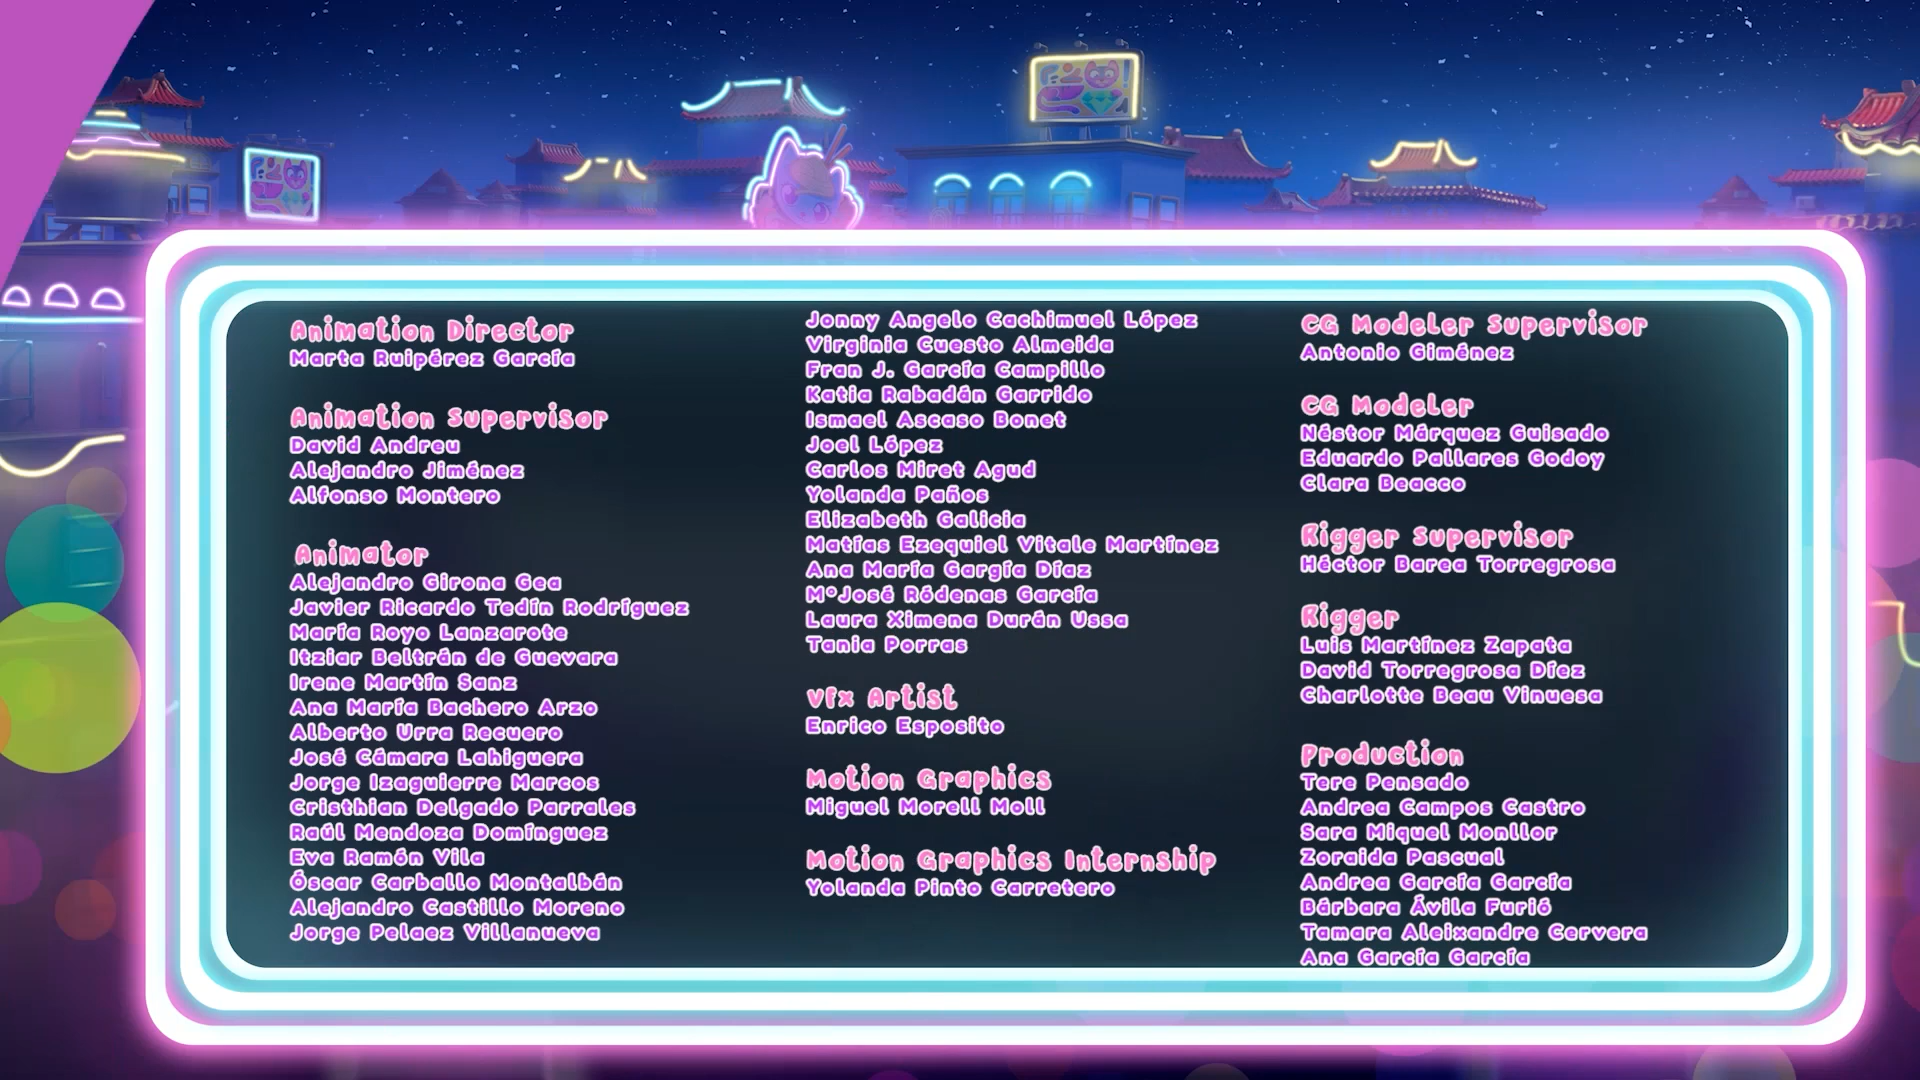 Animation Director
Marta Ruipérez García
Animation Supervisor
David Andreu
Alejandro Jiménez
Alfonso Montero
Animator
Alejandro Girona Gea
Javier Ricardo Tedín Rodríguez
María Royo Lanzarote
Itziar Beltrán de Guevara
Irene Martín Sanz
Ana María Bachero Arzo
Alberto Urra Recuero
José Cámara Lahiguera
Jorge Izaguierre Marcos
Cristhian Delgado Parrales
Raúl Mendoza Domínguez
Eva Ramón Vila
Óscar Carballo Montalbán
Alejandro Castillo Moreno
Jorge Pelaez Villanueva
Jonny Angelo Cachimuel López
Virginia Cuesto Almeida
Fran J. García Campillo
Katia Rabadán Garrido
Ismael Ascaso Bonet
Joel López
Carlos Miret Agud
Yolanda Paños
Elizabeth Galicia
Matías Ezequiel Vitale Martínez
Ana María Gargía Díaz
MºJosé Ródenas García
Laura Ximena Durán Ussa
Tania Porras
Vfx Artist
Enrico Esposito
Motion Graphics
Miguel Morell Moll
Motion Graphics Internship
Yolanda Pinto Carretero
CG Modeler Supervisor
Antonio Giménez
CG Modeler
Néstor Márquez Guisado
Eduardo Pallares Godoy
Clara Beacco
Rigger Supervisor
Héctor Barea Torregrosa
Rigger
Luis Martínez Zapata
David Torregrosa Díez
Charlotte Beau Vinuesa
Production
Tere Pensado
Andrea Campos Castro
Sara Miquel Monllor
Zoraida Pascual
Andrea García García
Bárbara Ávila Furió
Tamara Aleixandre Cervera
Ana García García